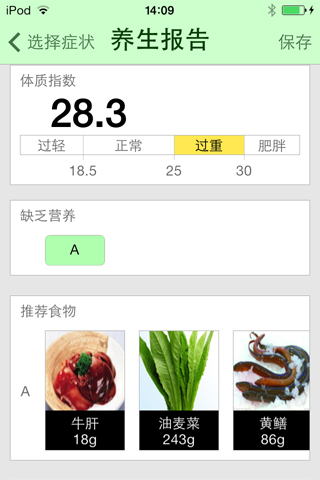 iPod 14:09
选择症状 养生报告 保存
体质指数
28.3
过轻 正常 过重 肥胖
18.5 25 30
缺乏营养
A
推荐食物
A
牛肝 油麦菜 黄鳝
18g 243g 86g